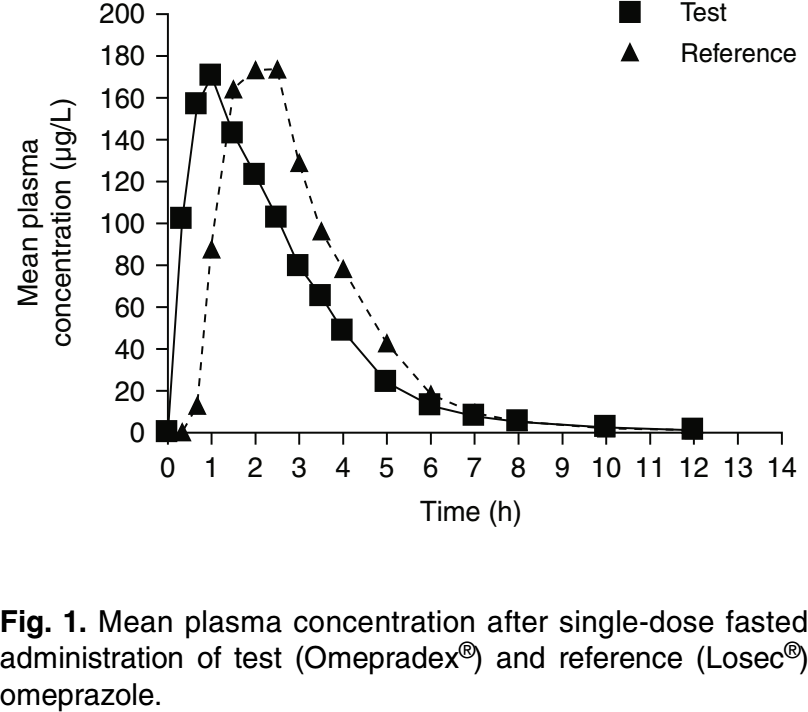 200
180
160
140
120
100
80
60
40
20
0
Mean plasma
concentration (µg/L)
Test
Reference
0 1 2 3 4 5 6 7 8 9 10 11 12 13 14
Time (h)
Fig. 1. Mean plasma concentration after single-dose fasted
administration of test (Omepradex®) and reference (Losec®)
omeprazole.